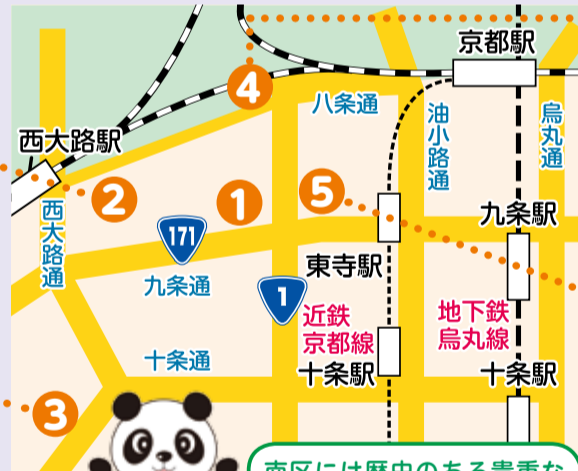 京都駅
4
八条通
油小路通
烏丸通
西大路駅
2
1
5
西大路通
171
九条駅
東寺駅
九条通
1
近鉄
京都線
地下鉄
烏丸線
十条通
十条駅
十条駅
3
南区には歴史のある貴重な